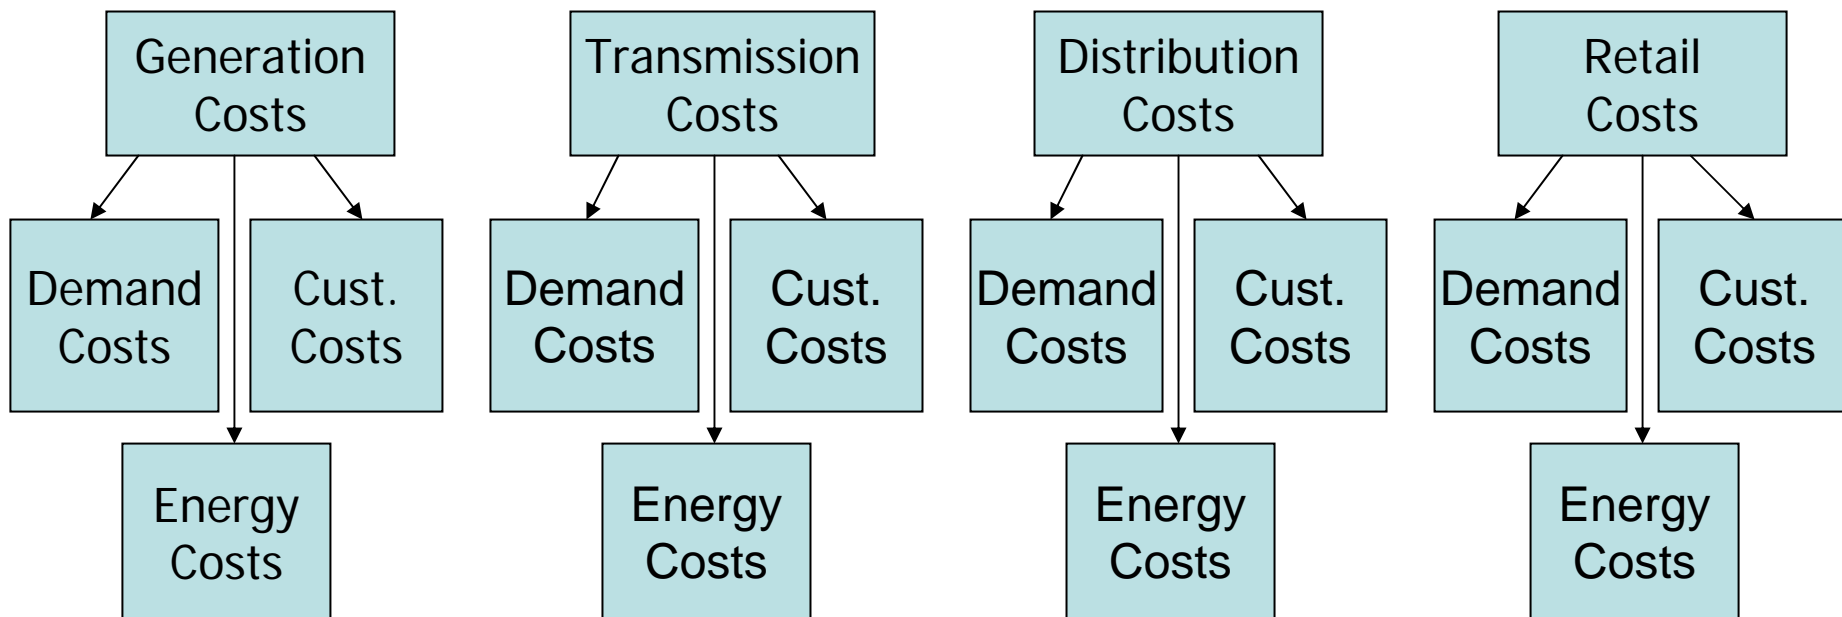 Generation
Costs
Transmission
Costs
Distribution
Costs
Retail
Costs
Demand
Costs
Cust.
Costs
Demand
Costs
Cust.
Costs
Demand
Costs
Cust.
Costs
Demand
Costs
Cust.
Costs
Energy
Costs
Energy
Costs
Energy
Costs
Energy
Costs